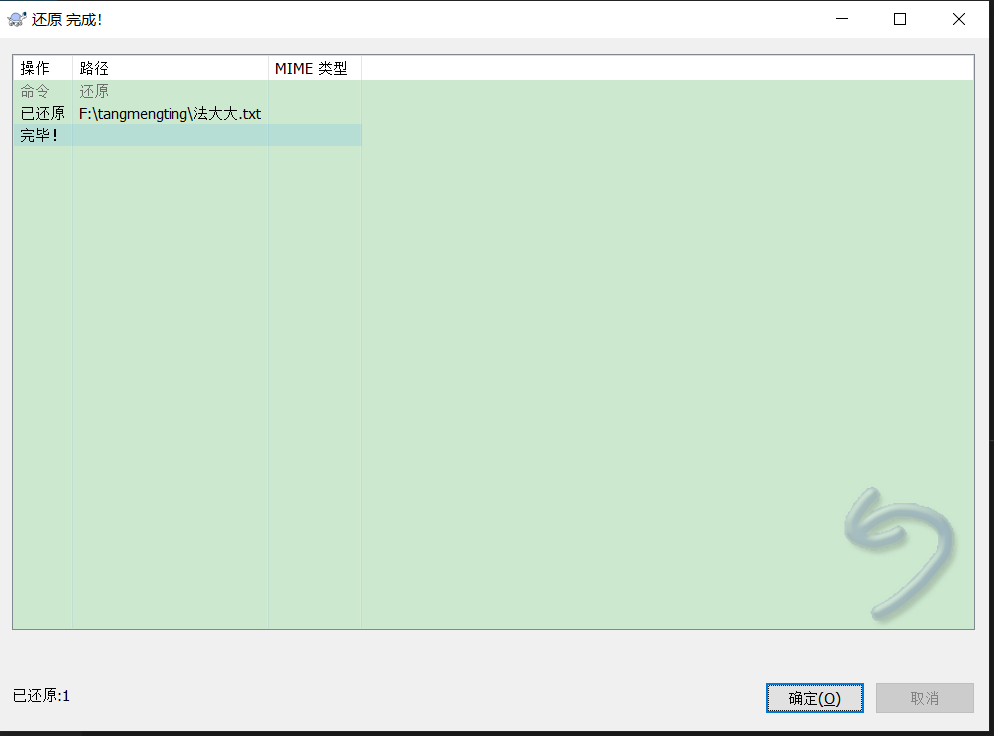 还原 完成!
操作 路径 MIME 类型
命令 还原
已还原 F:\tangmengting\法大大.txt
完毕!
已还原:1
确定(O) 取消